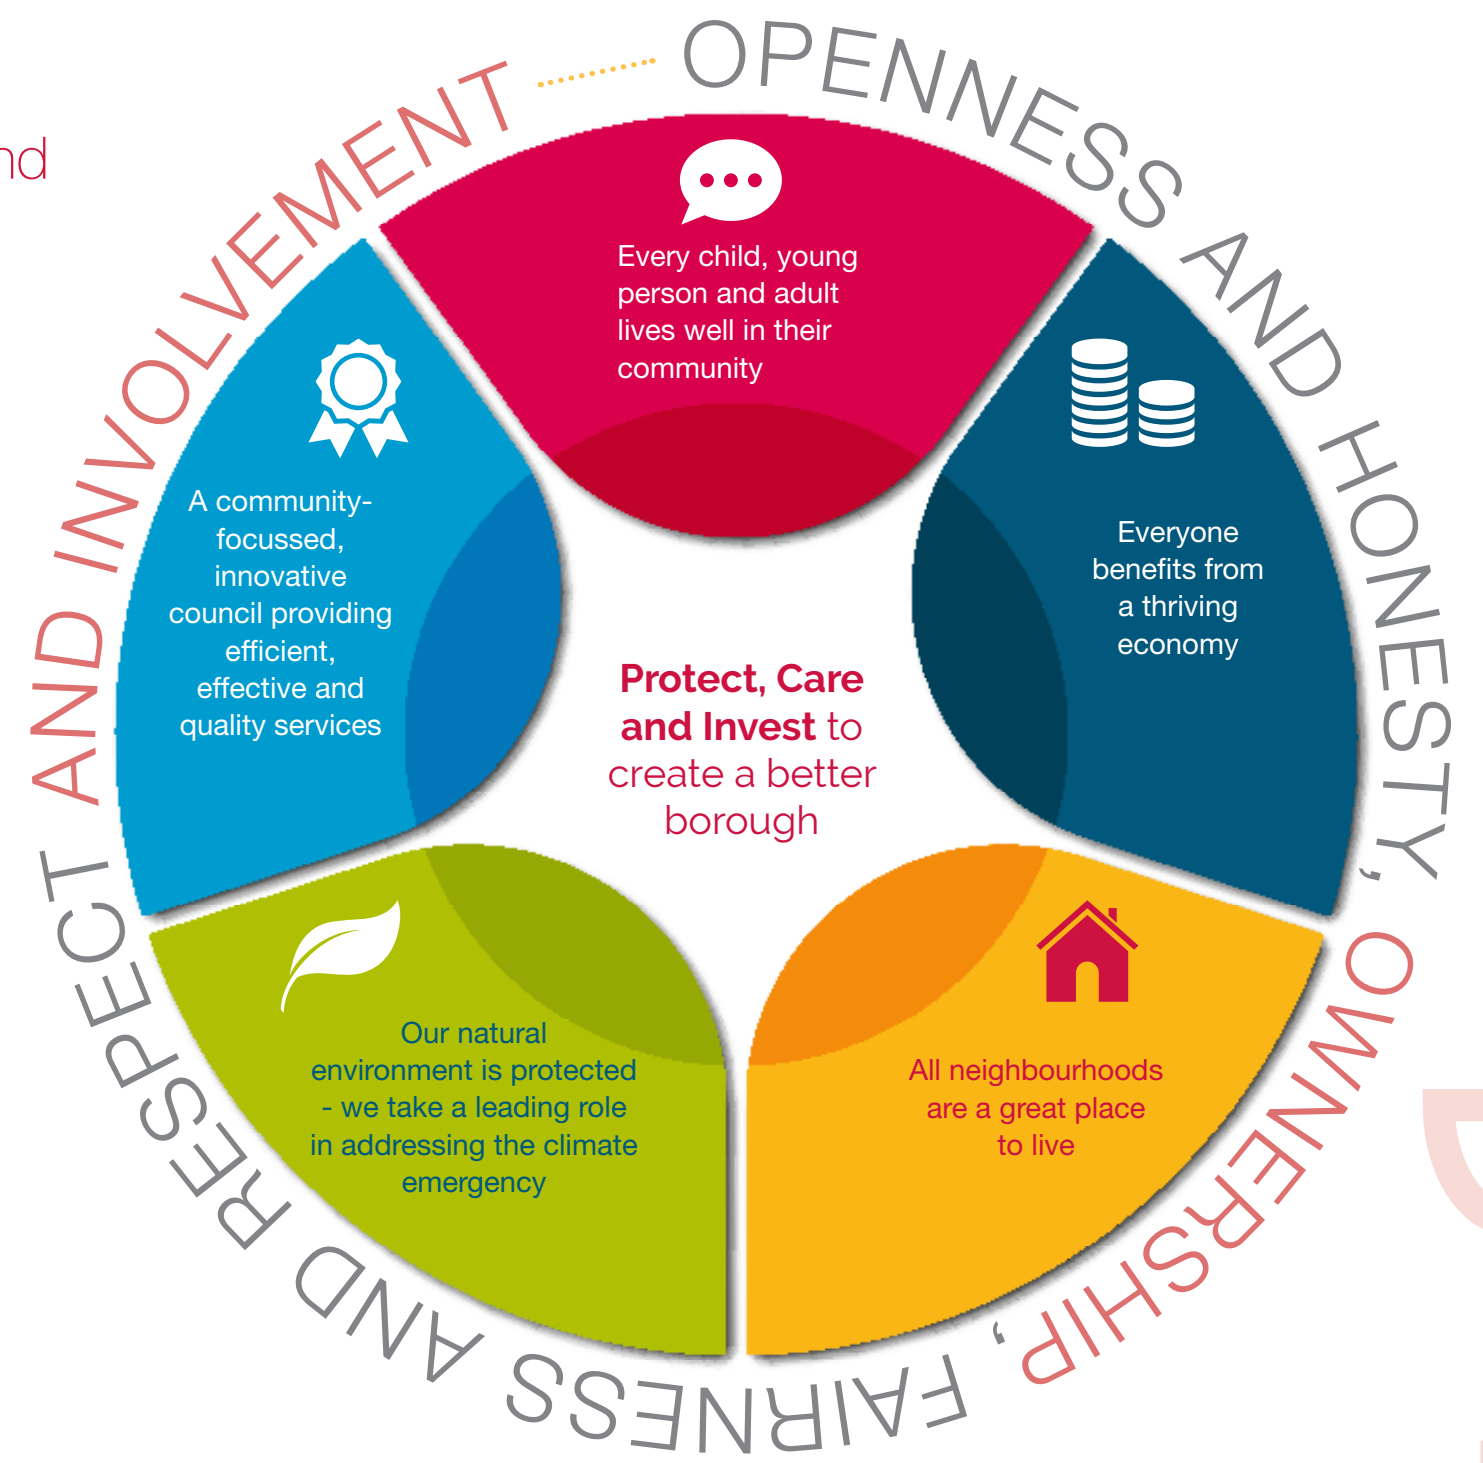 nd
OPENNESS AND HONESTY, OWNERSHIP, FAIRNESS AND RESPECT AND INVOLVEMENT
Every child, young
person and adult
lives well in their
community
Everyone
benefits from
a thriving
economy
All neighbourhoods
are a great place
to live
Our natural
environment is protected
- we take a leading role
in addressing the climate
emergency
A community-
focussed,
innovative
council providing
efficient,
effective and
quality services
Protect, Care
and Invest to
create a better
borough